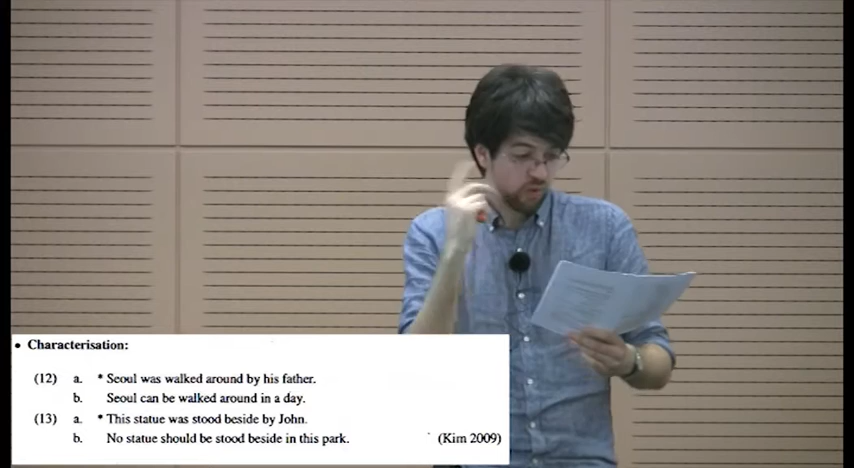 • Characterisation:
(12) a. * Seoul was walked around by his father.
b. Seoul can be walked around in a day.
(13) a. * This statue was stood beside by John.
b. No statue should be stood beside in this park. (Kim 2009)